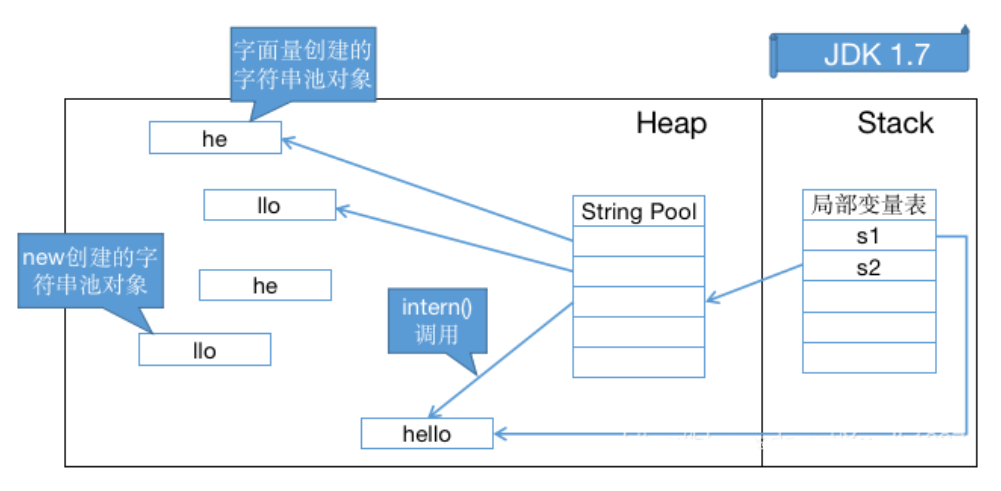 字面量创建的
字符串池对象
JDK 1.7
Heap
Stack
he
llo
String Pool
局部变量表
s1
s2
new创建的字
符串池对象
he
intern()
调用
llo
hello